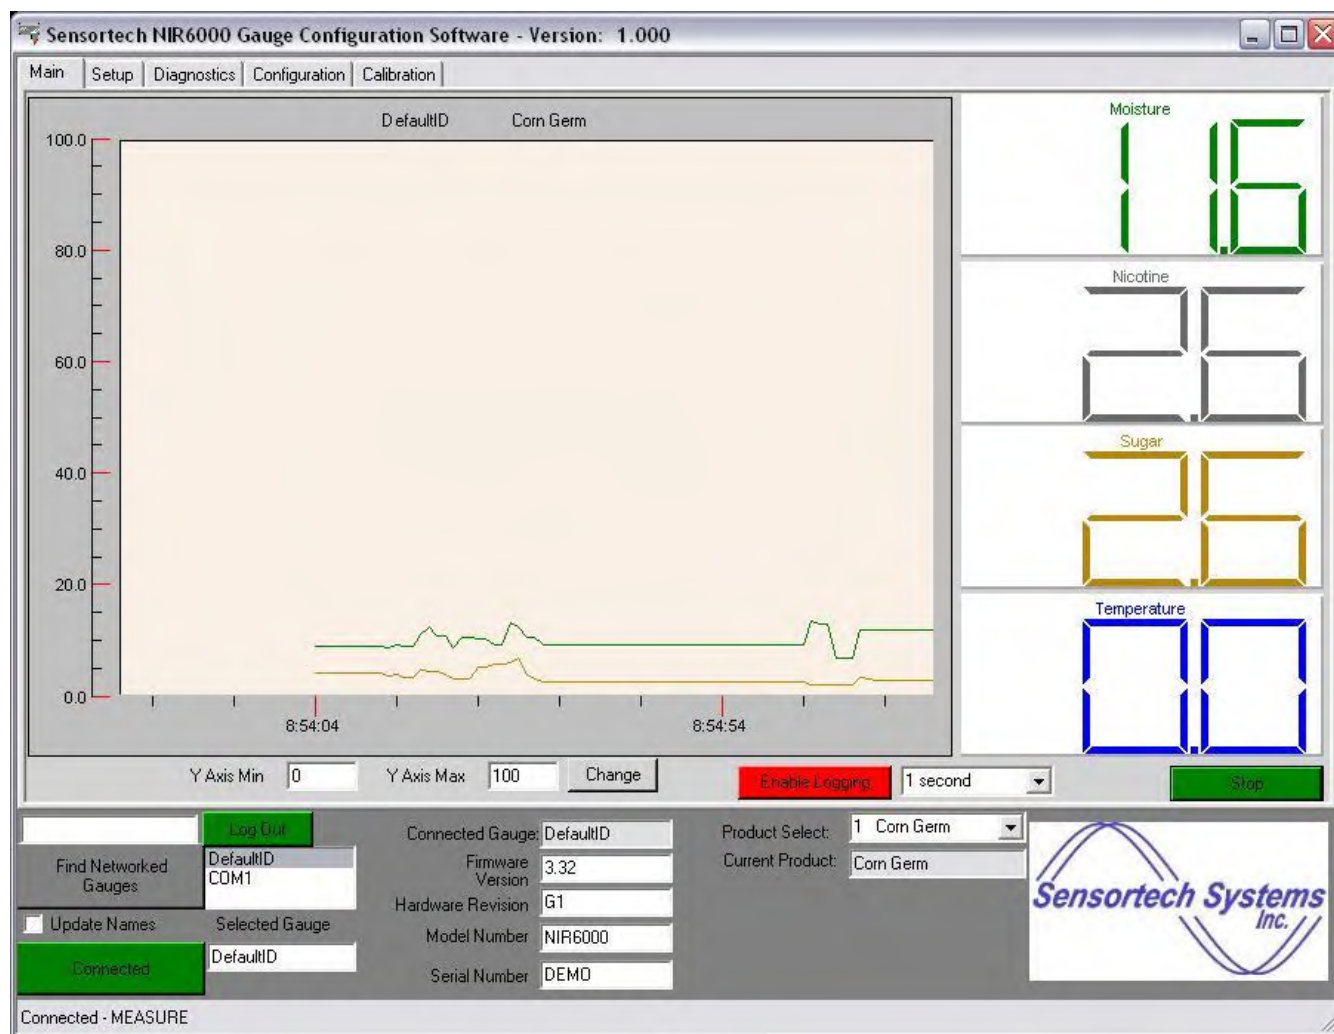 Sensortech NIR6000 Gauge Configuration Software - Version: 1.000
Main Setup Diagnostics Configuration Calibration
DefaultID Corn Germ
100.0
80.0
60.0
40.0
20.0
0.0
8:54:04 8:54:54
Moisture
11.6
Nicotine
2.6
Sugar
2.6
Temperature
0.0
Y Axis Min 0 Y Axis Max 100 Change Enable Logging 1 second Stop
Log Out
Find Networked
Gauges
DefaultID
COM1
Update Names Selected Gauge
Connected DefaultID
Connected Gauge: DefaultID
Firmware
Version 3.32
Hardware Revision G1
Model Number NIR6000
Serial Number DEMO
Product Select: 1 Corn Germ
Current Product: Corn Germ
Sensortech Systems
Inc.
Connected - MEASURE